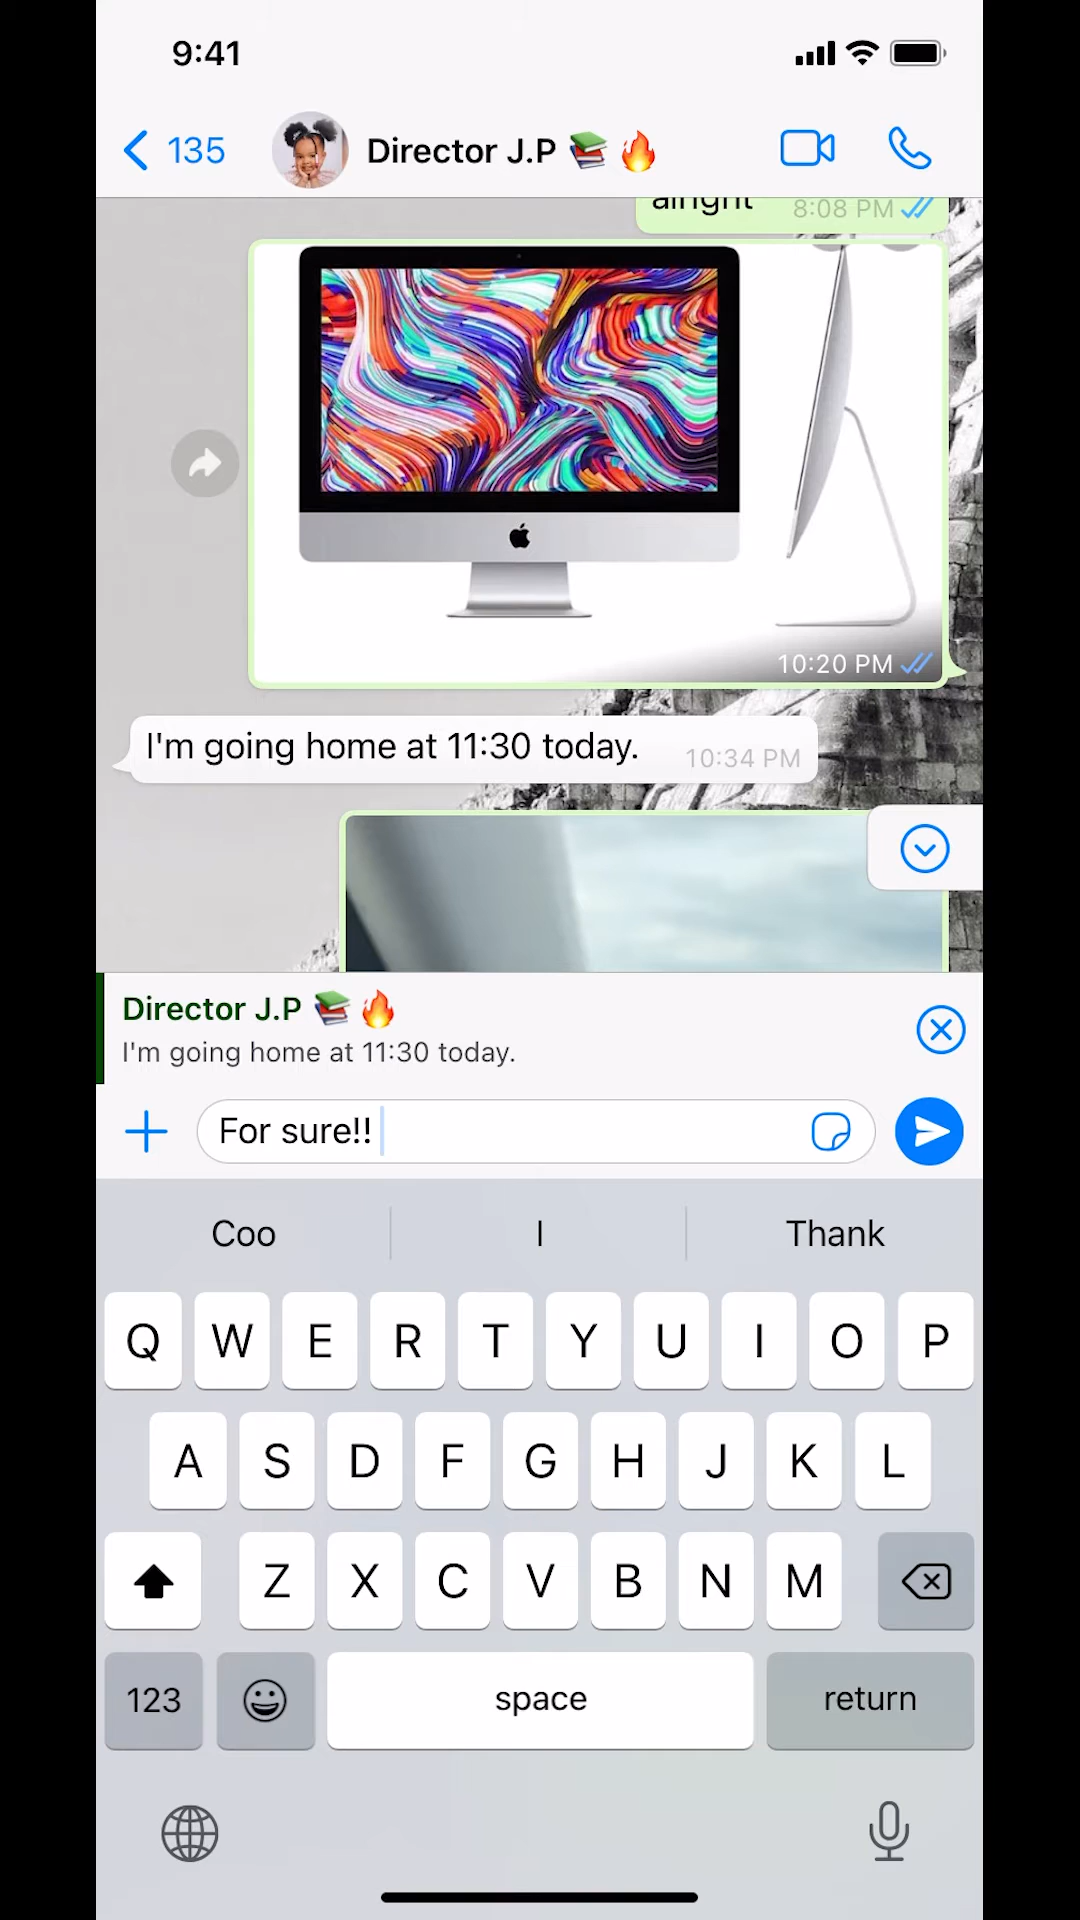 9:41
135
Director J.P 📚 🔥
alright
8:08 PM
10:20 PM
I'm going home at 11:30 today.
10:34 PM
Director J.P 📚 🔥
I'm going home at 11:30 today.
For sure!!
Coo I Thank
Q W E R T Y U I O P
A S D F G H J K L
Z X C V B N M
123 space return